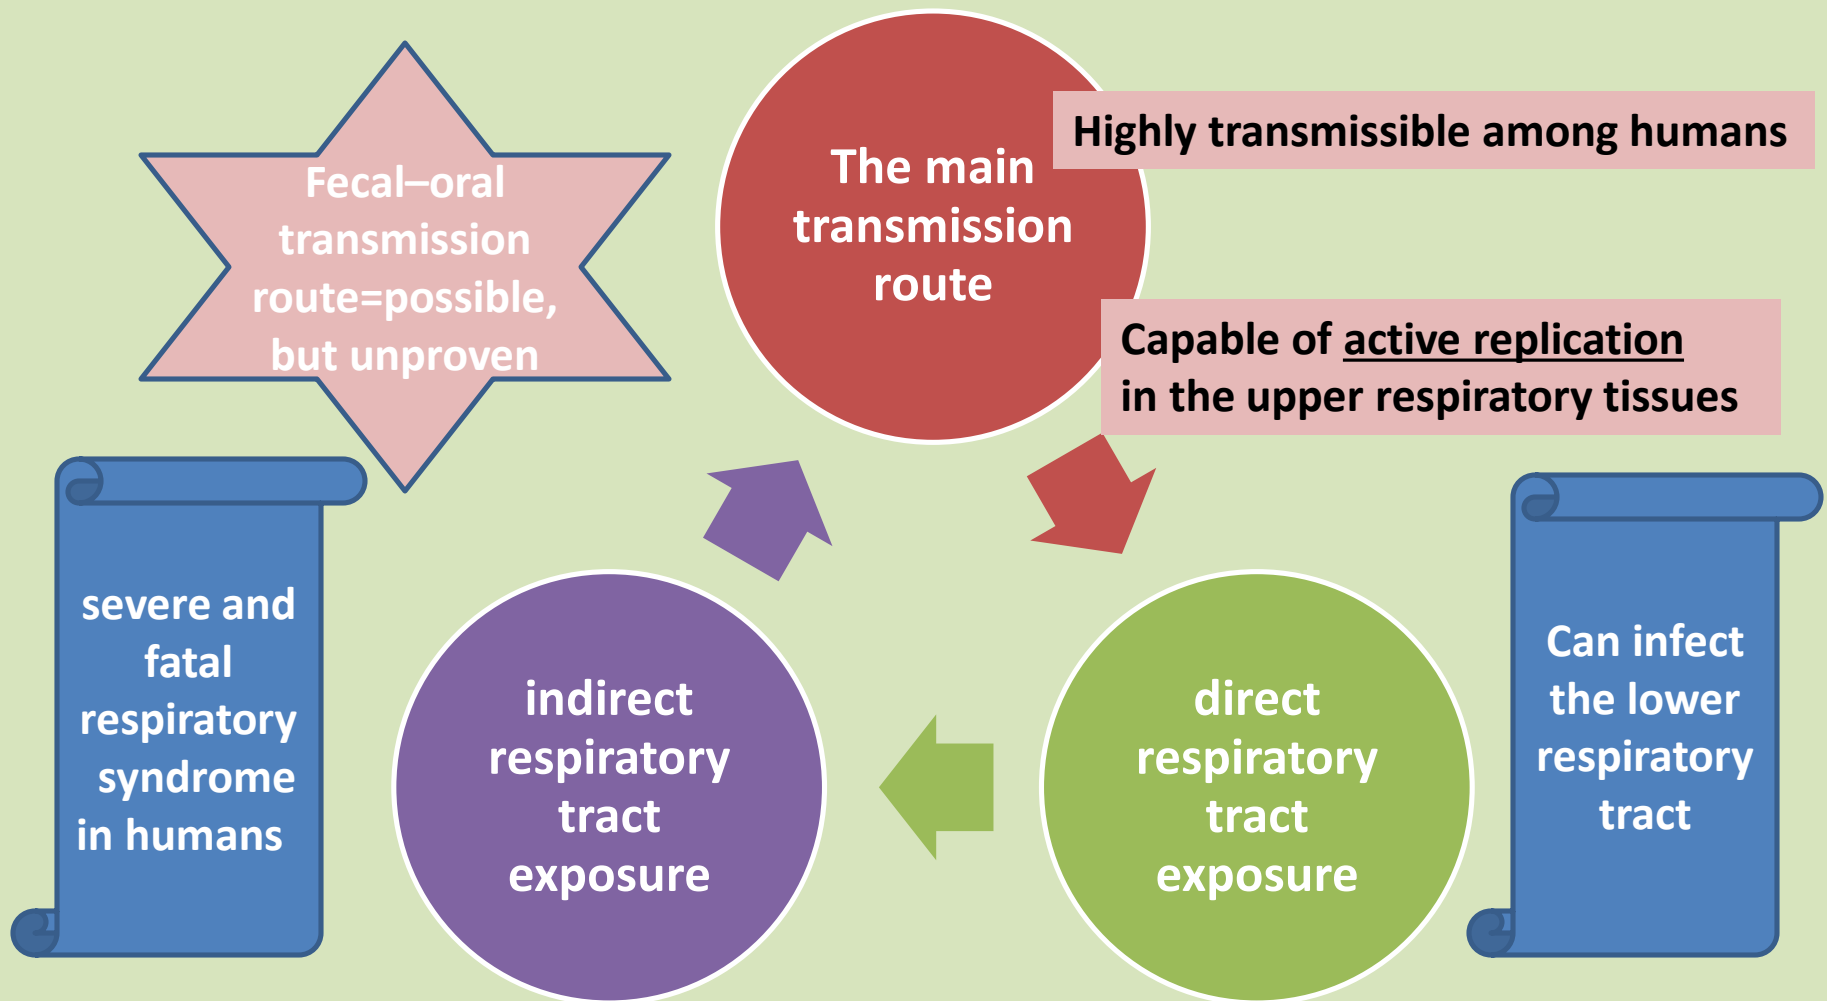 Fecal–oral
transmission
route=possible,
but unproven
The main
transmission
route
Highly transmissible among humans
Capable of active replication
in the upper respiratory tissues
severe and
fatal
respiratory
syndrome
in humans
indirect
respiratory
tract
exposure
direct
respiratory
tract
exposure
Can infect
the lower
respiratory
tract